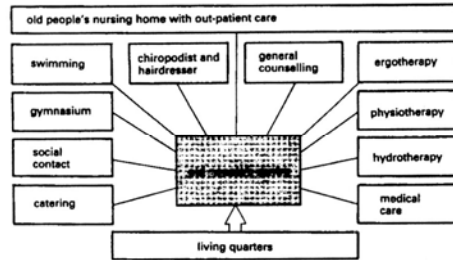 old people's nursing home with out-patient care
swimming
chiropodist and
hairdresser
general
counselling
ergotherapy
gymnasium
physiotherapy
social
contact
hydrotherapy
catering
medical
care
living quarters